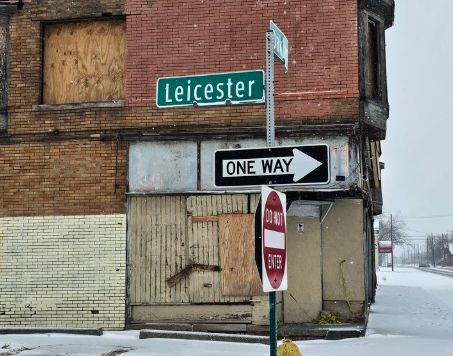 Leicester
ONE WAY
DO NOT
ENTER